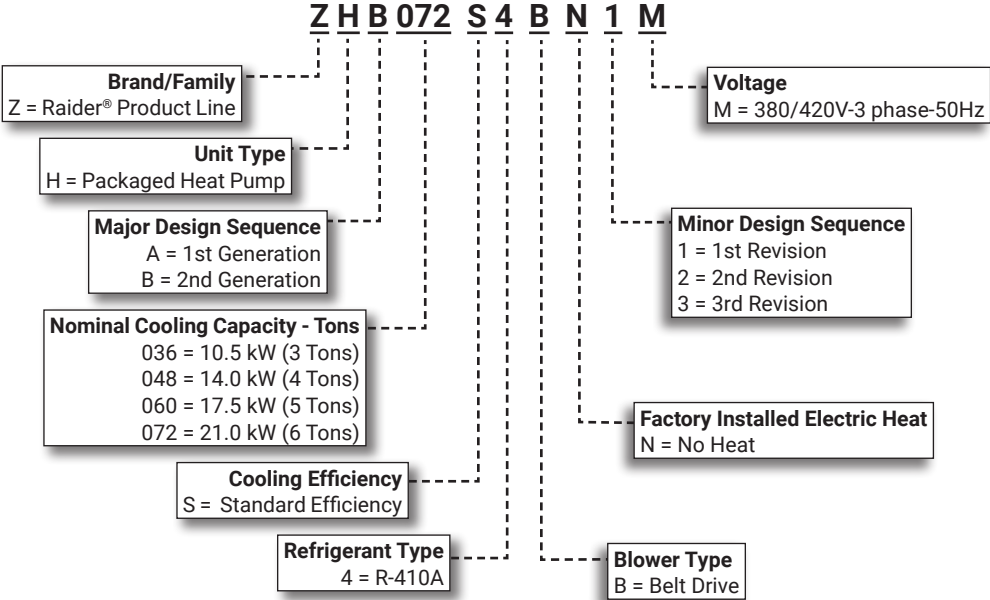 Z H B 072 S 4 B N 1 M
Brand/Family
Z = Raider® Product Line
Unit Type
H = Packaged Heat Pump
Major Design Sequence
A = 1st Generation
B = 2nd Generation
Nominal Cooling Capacity - Tons
036 = 10.5 kW (3 Tons)
048 = 14.0 kW (4 Tons)
060 = 17.5 kW (5 Tons)
072 = 21.0 kW (6 Tons)
Cooling Efficiency
S = Standard Efficiency
Refrigerant Type
4 = R-410A
Voltage
M = 380/420V-3 phase-50Hz
Minor Design Sequence
1 = 1st Revision
2 = 2nd Revision
3 = 3rd Revision
Factory Installed Electric Heat
N = No Heat
Blower Type
B = Belt Drive